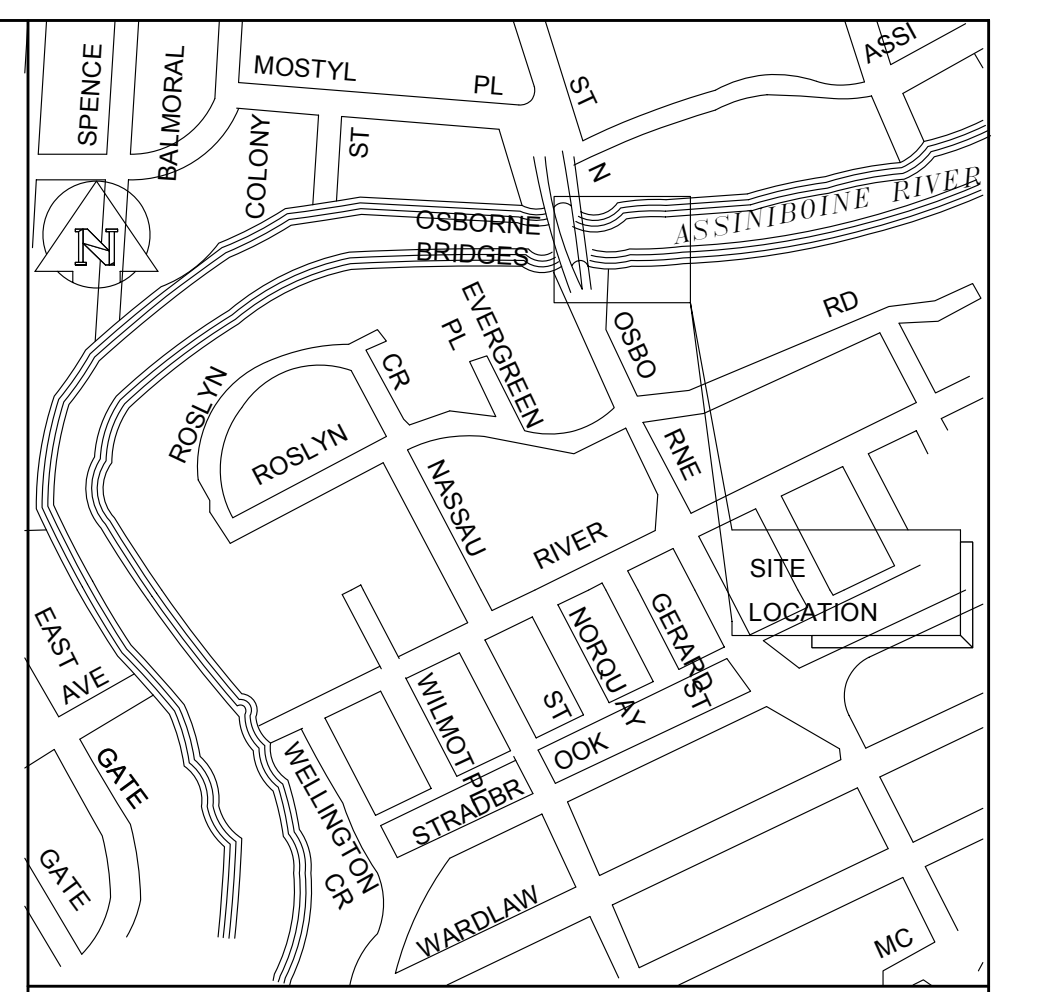 SPENCE
BALMORAL
MOSTYL
PL
ST
ASSI
COLONY
ST
N
N
OSBORNE
BRIDGES
ASSINIBOINE RIVER
EVERGREEN
PL
OSBO
RD
CR
ROSLYN
ROSLYN
NASSAU
RNE
RIVER
SITE
LOCATION
EAST
AVE
GERARD
ST
NORQU AY
ST
WILMOT PL
OOK
STRADBR
GATE
WELLINGTON
CR
GATE
WARDLAW
MC